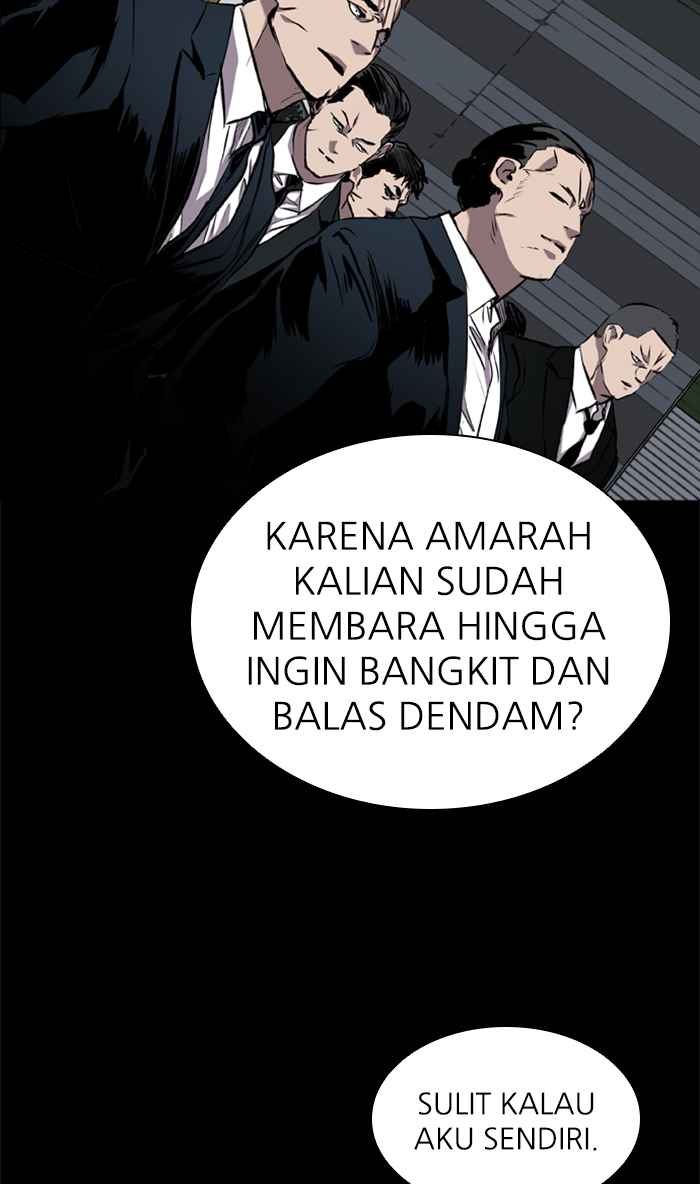 KARENA AMARAH
KALIAN SUDAH
MEMBARA HINGGA
INGIN BANGKIT DAN
BALAS DENDAM?
SULIT KALAU
AKU SENDIRI.